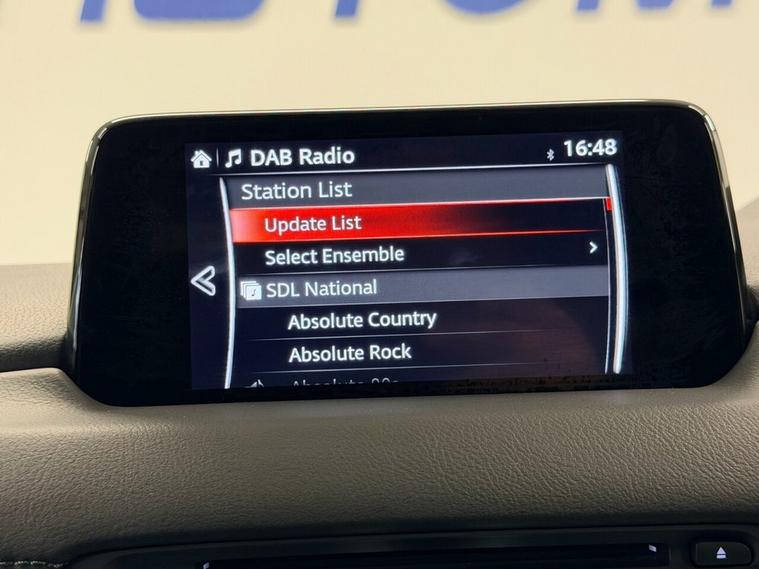 DAB Radio
16:48
Station List
Update List
Select Ensemble
SDL National
Absolute Country
Absolute Rock